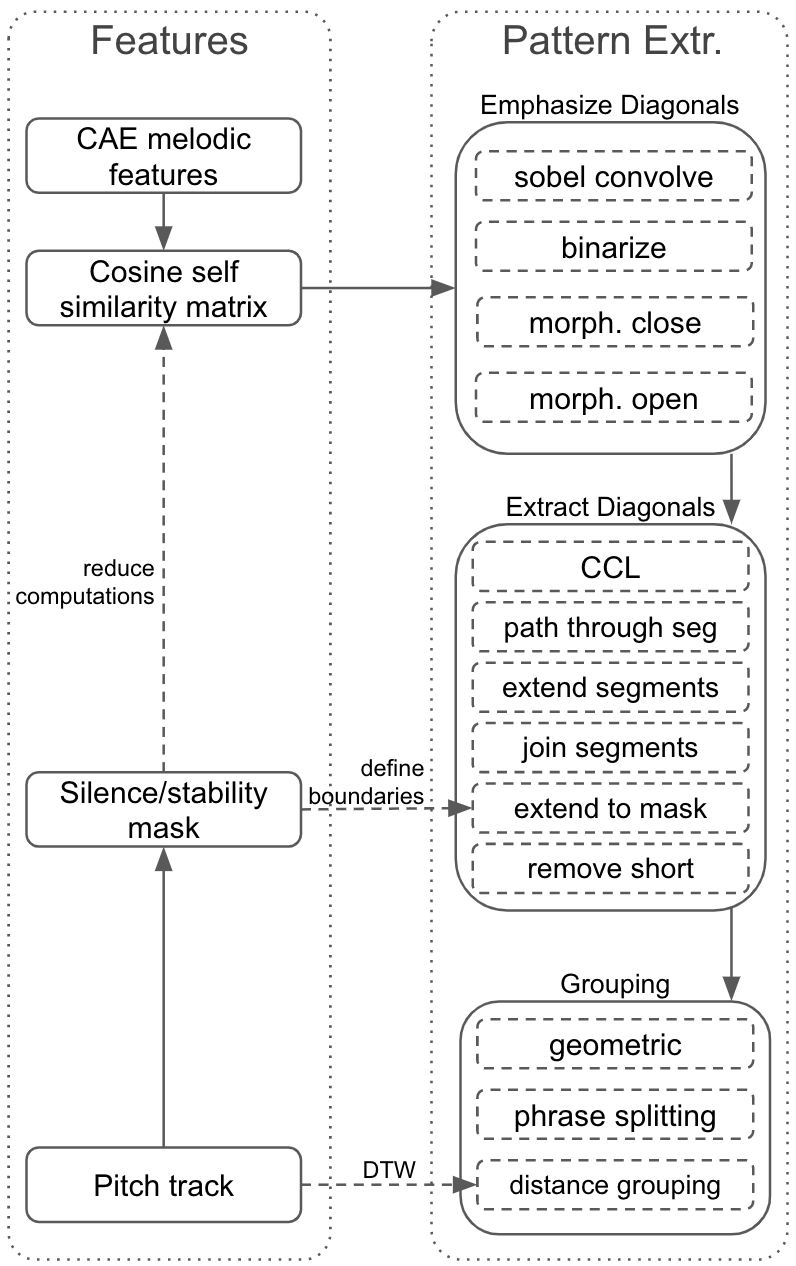 Features
CAE melodic
features
Cosine self
similarity matrix
reduce
computations
Silence/stability
mask
Pitch track
define
boundaries
DTW
Pattern Extr.
Emphasize Diagonals
sobel convolve
binarize
morph. close
morph. open
Extract Diagonals
CCL
path through seg
extend segments
join segments
extend to mask
remove short
Grouping
geometric
phrase splitting
distance grouping